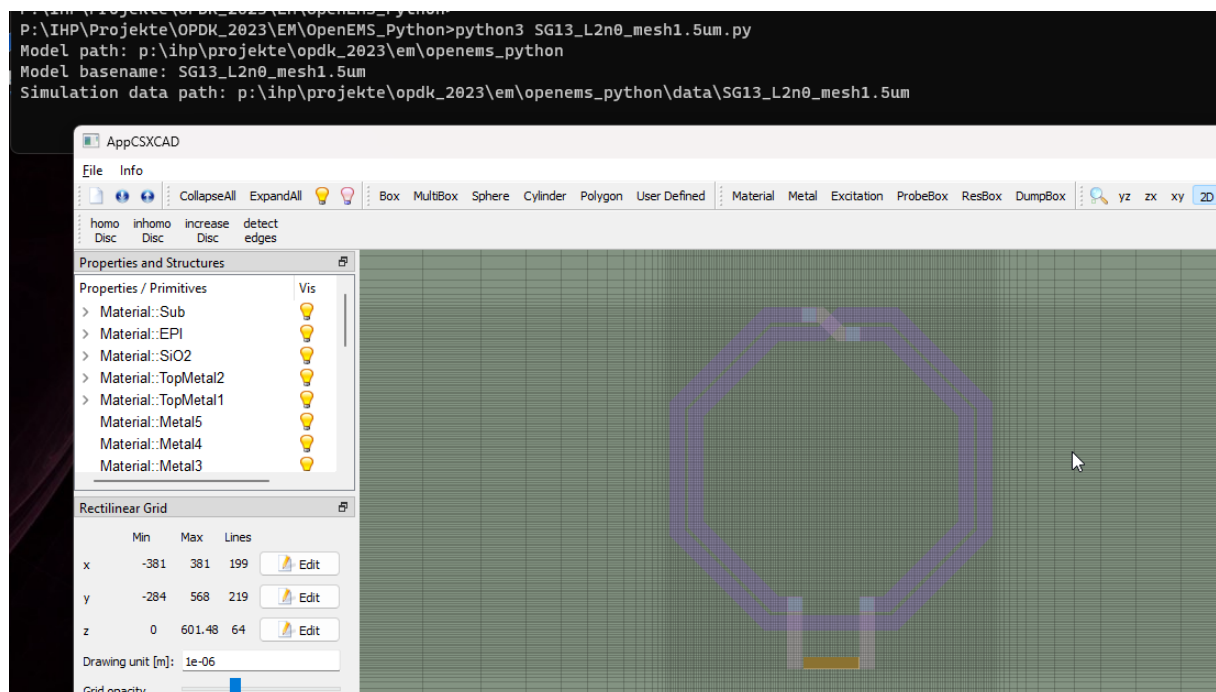 P:\IHP\Projekte\OPDK_2023\EM\OpenEMS_Python>
P:\IHP\Projekte\OPDK_2023\EM\OpenEMS_Python>python3 SG13_L2n0_mesh1.5um.py
Model path: p:\ihp\projekte\opdk_2023\em\openems_python
Model basename: SG13_L2n0_mesh1.5um
Simulation data path: p:\ihp\projekte\opdk_2023\em\openems_python\data\SG13_L2n0_mesh1.5um
AppCSXCAD
File Info
CollapseAll ExpandAll Box MultiBox Sphere Cylinder Polygon User Defined Material Metal Excitation ProbeBox ResBox DumpBox yz zx xy 2D
homo inhomo increase detect
Disc Disc Disc edges
Properties and Structures
Properties / Primitives Vis
Material::Sub
Material::EPI
Material::SiO2
Material::TopMetal2
Material::TopMetal1
Material::Metal5
Material::Metal4
Material::Metal3
Rectilinear Grid
Min Max Lines
x -381 381 199 Edit
y -284 568 219 Edit
z 0 601.48 64 Edit
Drawing unit [m]: 1e-06
Grid opacity